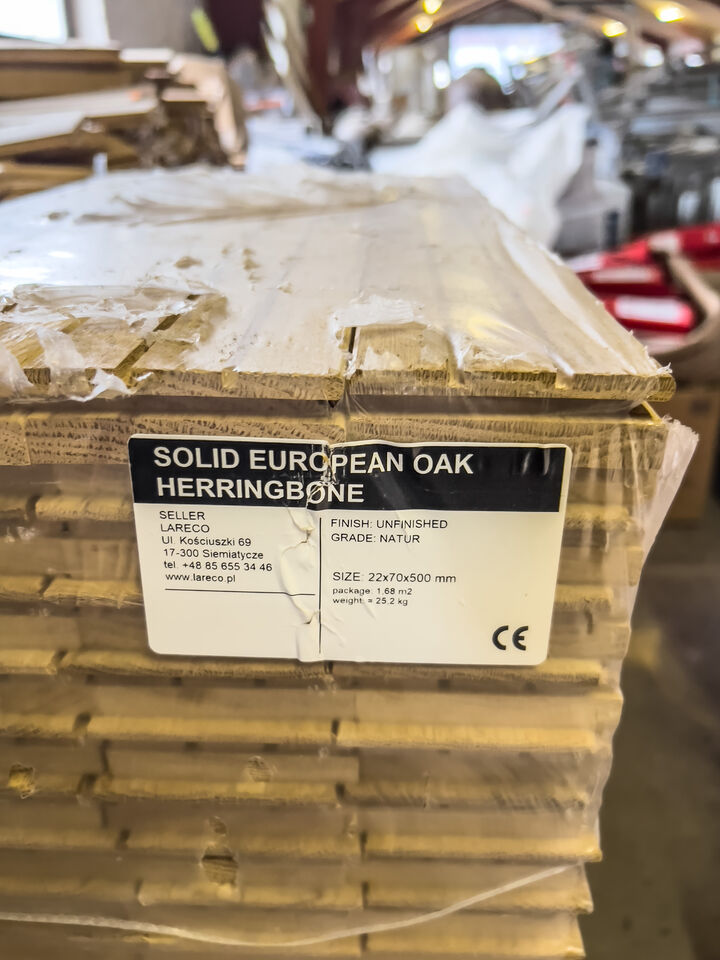 SOLID EUROPEAN OAK
HERRINGBONE
SELLER
LARECO
Ul. Kościuszki 69
17-300 Siemiatycze
tel. +48 85 655 34 46
www.lareco.pl
FINISH: UNFINISHED
GRADE: NATUR
SIZE: 22x70x500 mm
package: 1.68 m2
weight: ≈ 25.2 kg
CE